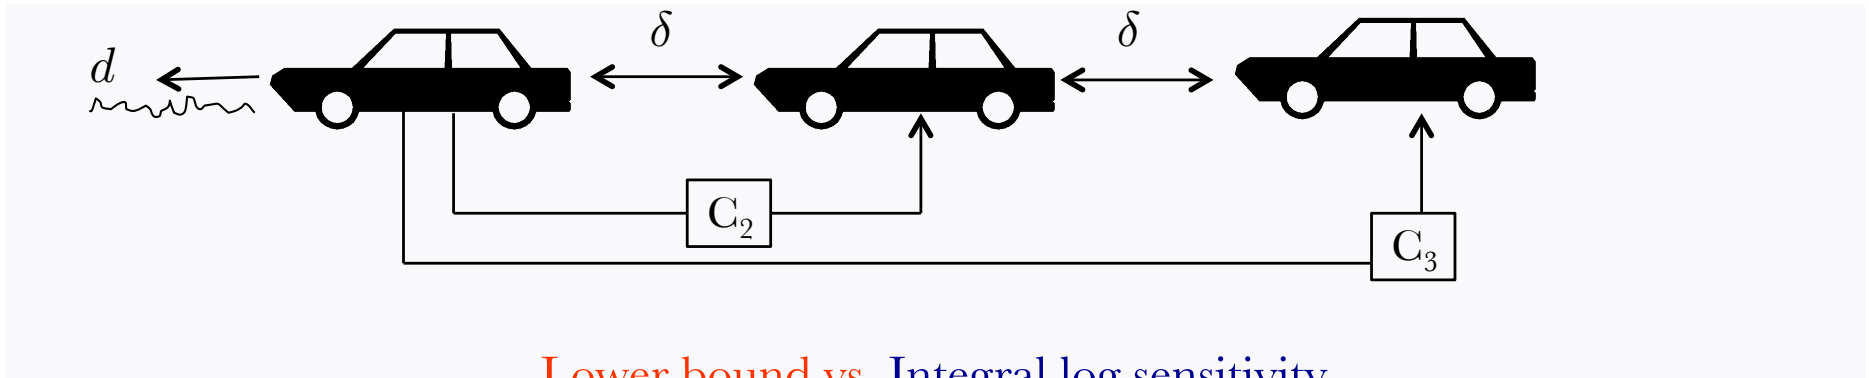 δ δ
d
C2
C3
Lower bound vs. Integral log sensitivity